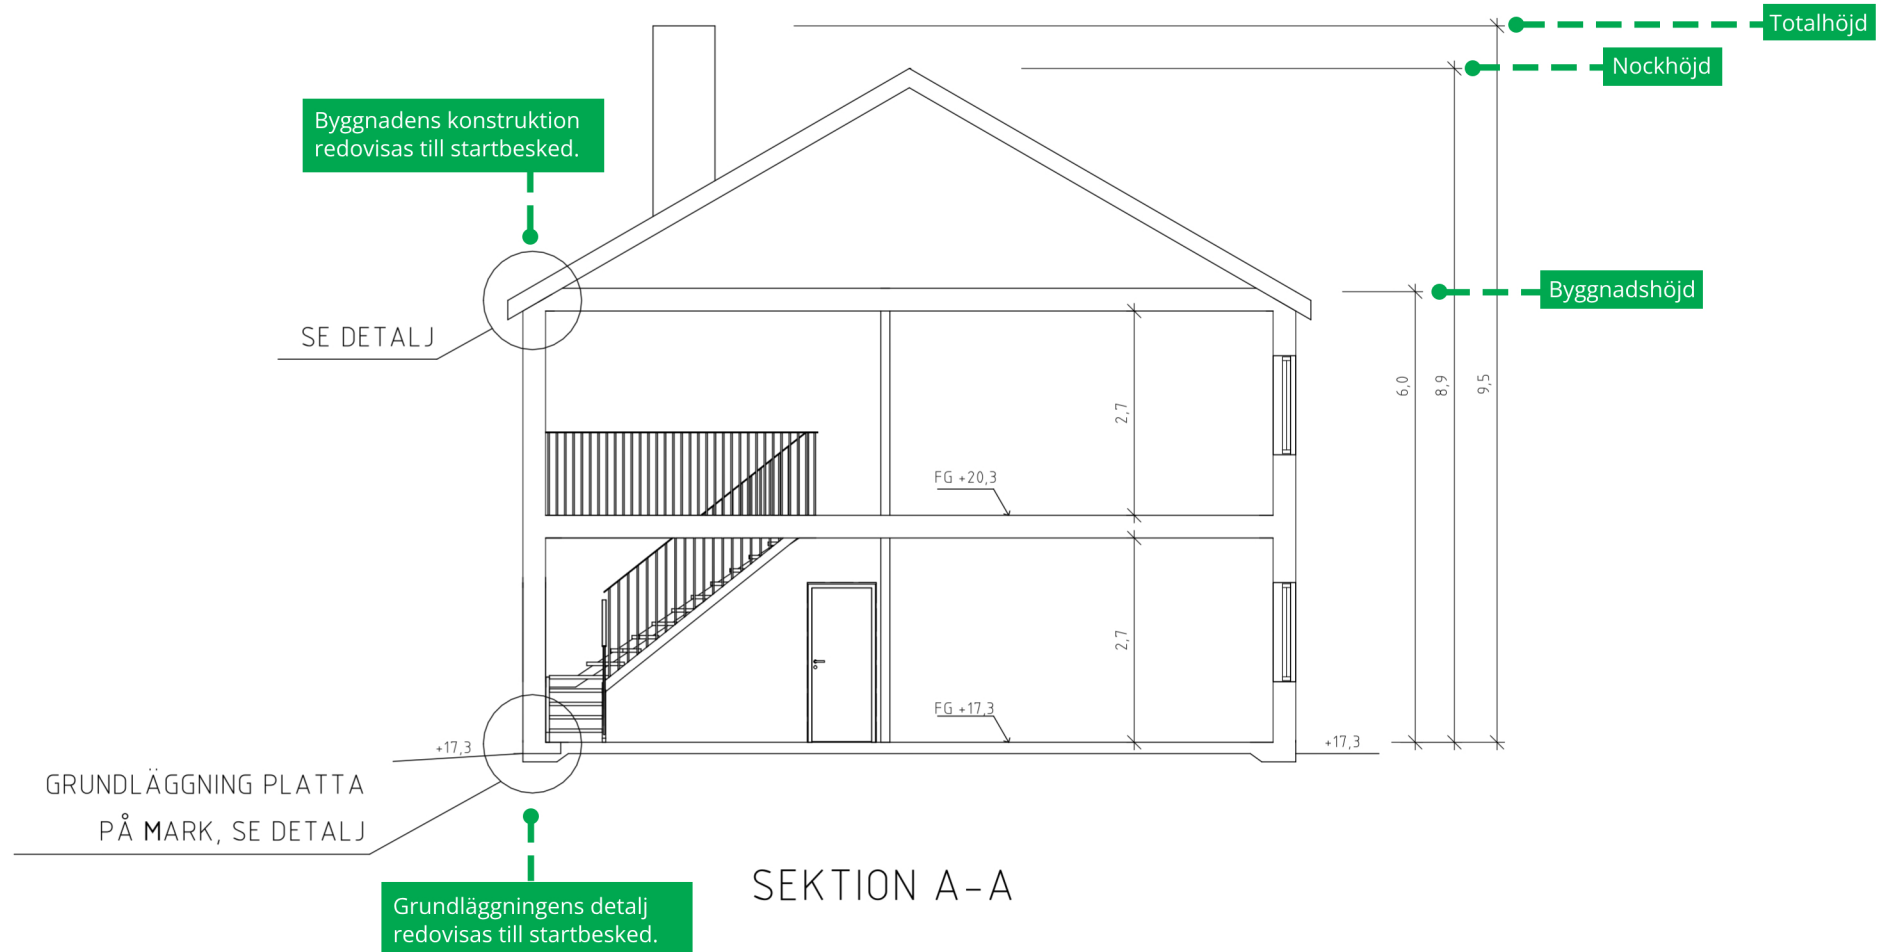 Totalhöjd
Nockhöjd
Byggnadens konstruktion
redovisas till startbesked.
Byggnadshöjd
SE DETALJ
6,0
8,9
9,5
2,7
FG +20,3
2,7
FG +17,3
+17,3
+17,3
GRUNDLÄGGNING PLATTA
PÅ MARK, SE DETALJ
SEKTION A-A
Grundläggningens detalj
redovisas till startbesked.